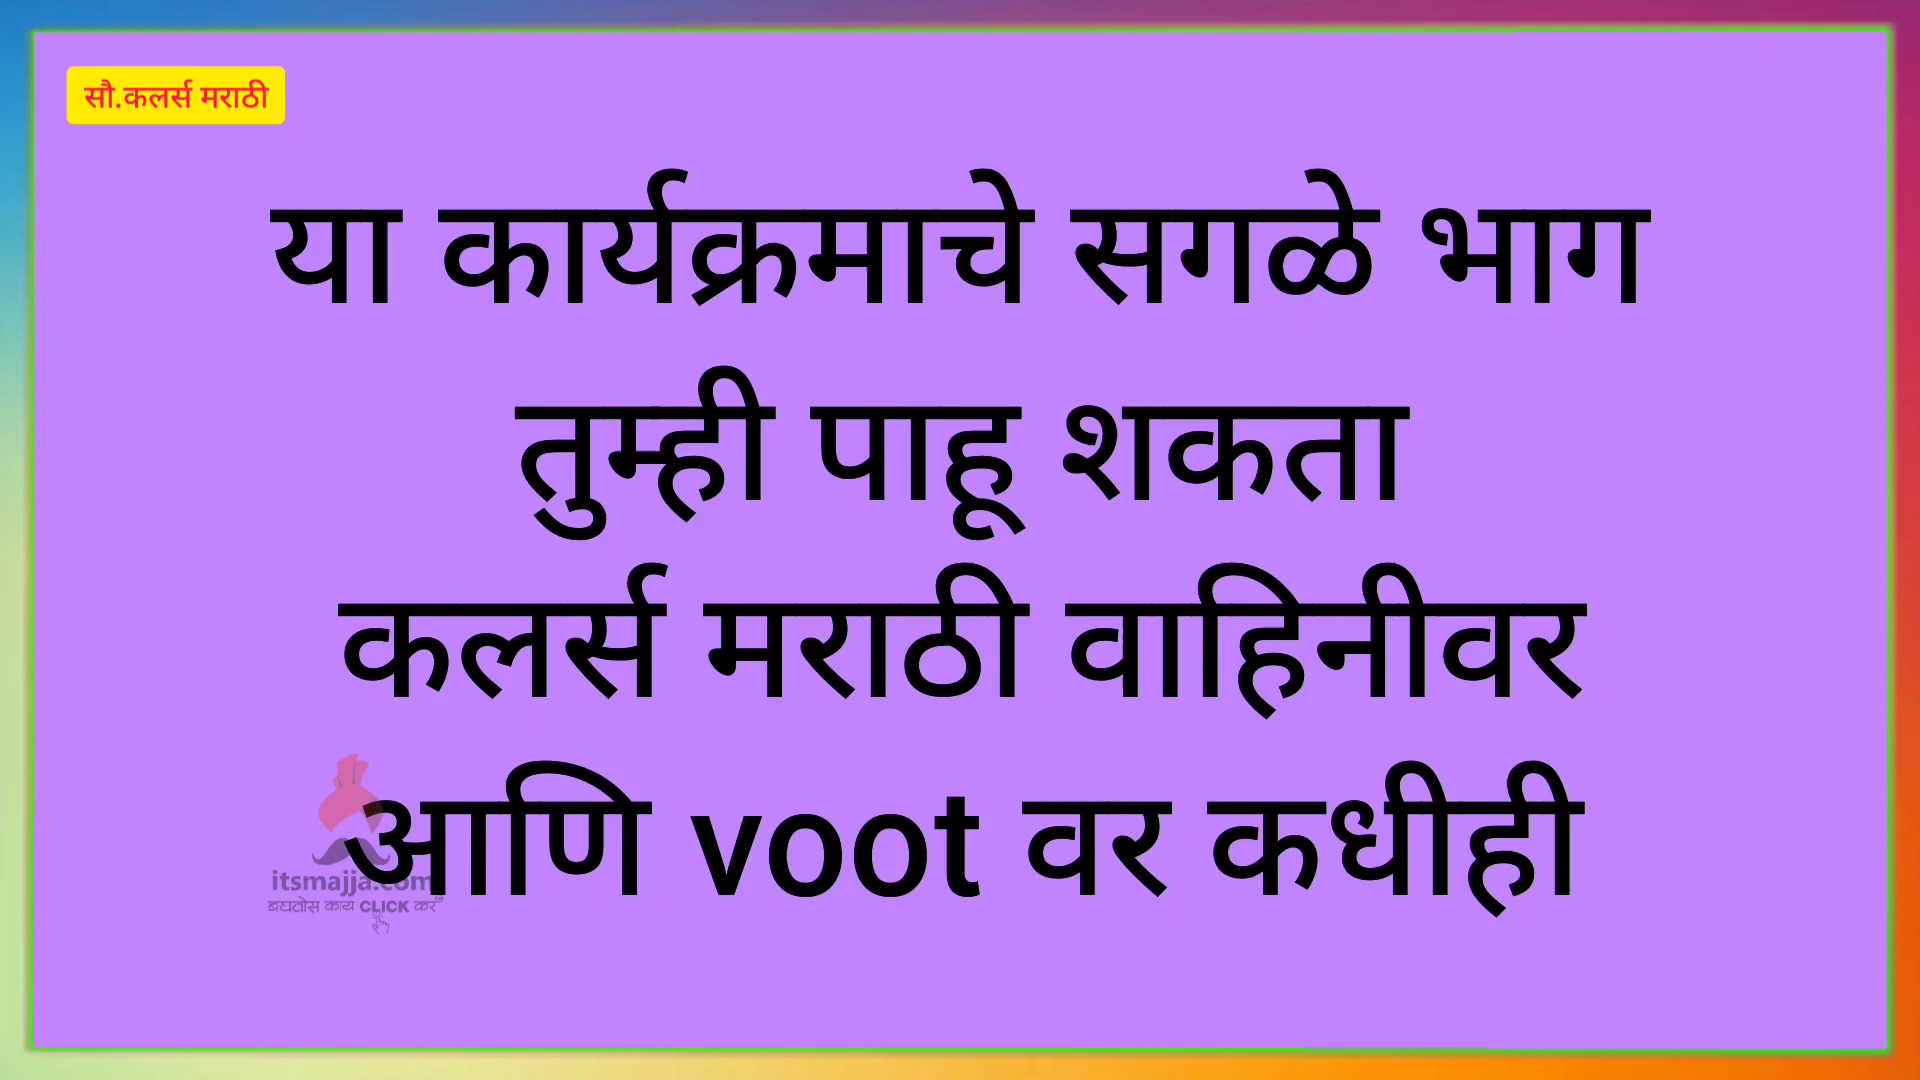 सौ.कलर्स मराठी
या कार्यक्रमाचे सगळे भाग
तुम्ही पाहू शकता
कलर्स मराठी वाहिनीवर
आणि voot वर कधीही
itsmajja.com
बघतोस काय CLICK कर